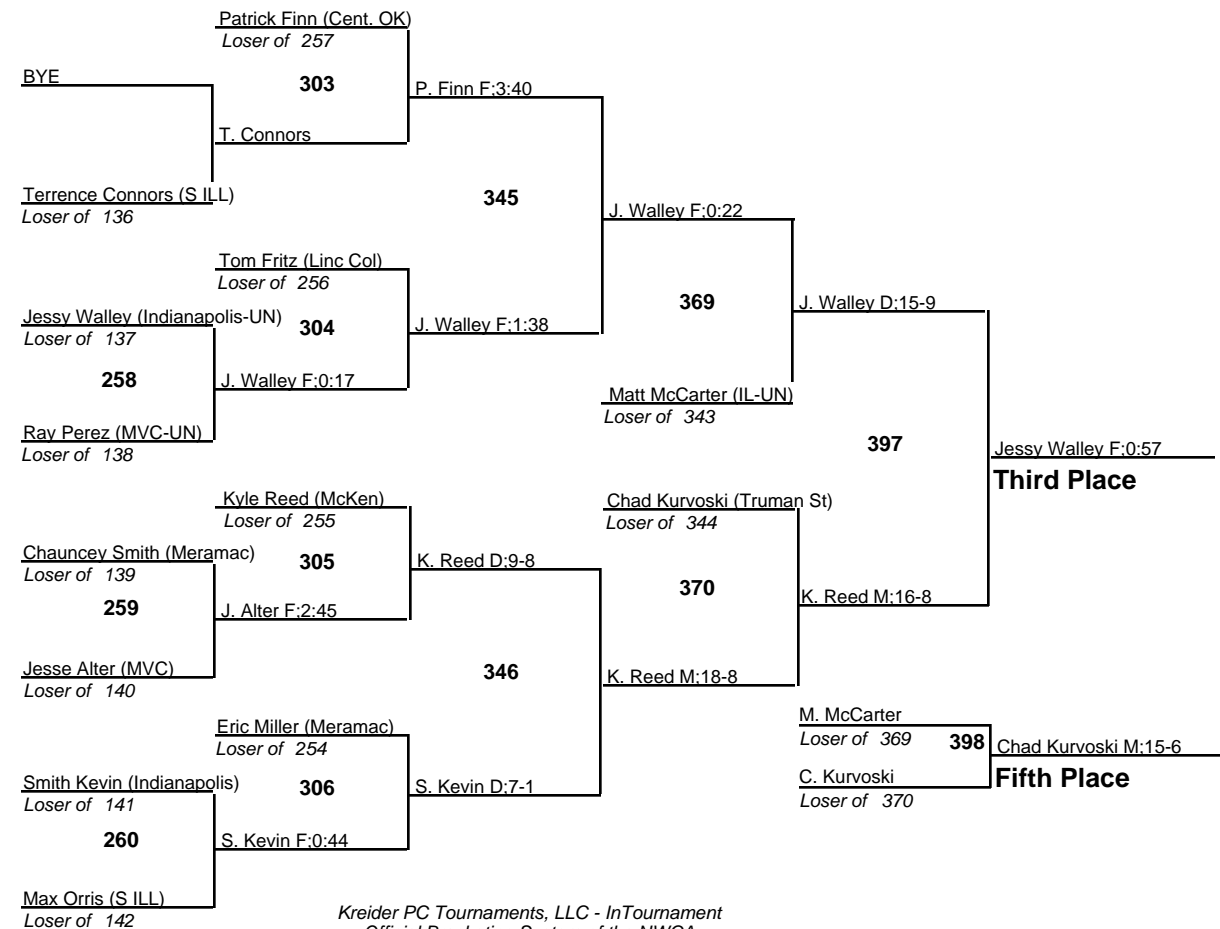 Patrick Finn (Cent. OK)
Loser of 257
BYE
303
P. Finn F;3:40
T. Connors
Terrence Connors (S ILL)
Loser of 136
345
J. Walley F;0:22
Tom Fritz (Linc Col)
Loser of 256
Jessy Walley (Indianapolis-UN)
Loser of 137
304
J. Walley F;1:38
369
J. Walley D;15-9
258
J. Walley F;0:17
Matt McCarter (IL-UN)
Loser of 343
Ray Perez (MVC-UN)
Loser of 138
397
Jessy Walley F;0:57
Third Place
Kyle Reed (McKen)
Loser of 255
Chad Kurvoski (Truman St)
Loser of 344
Chauncey Smith (Meramac)
Loser of 139
305
K. Reed D;9-8
259
J. Alter F;2:45
370
K. Reed M;16-8
Jesse Alter (MVC)
Loser of 140
346
K. Reed M;18-8
Eric Miller (Meramac)
Loser of 254
M. McCarter
Loser of 369
398
Chad Kurvoski M;15-6
Fifth Place
C. Kurvoski
Loser of 370
Smith Kevin (Indianapolis)
Loser of 141
306
S. Kevin D;7-1
260
S. Kevin F;0:44
Max Orris (S ILL)
Loser of 142
Kreider PC Tournaments, LLC - InTournament